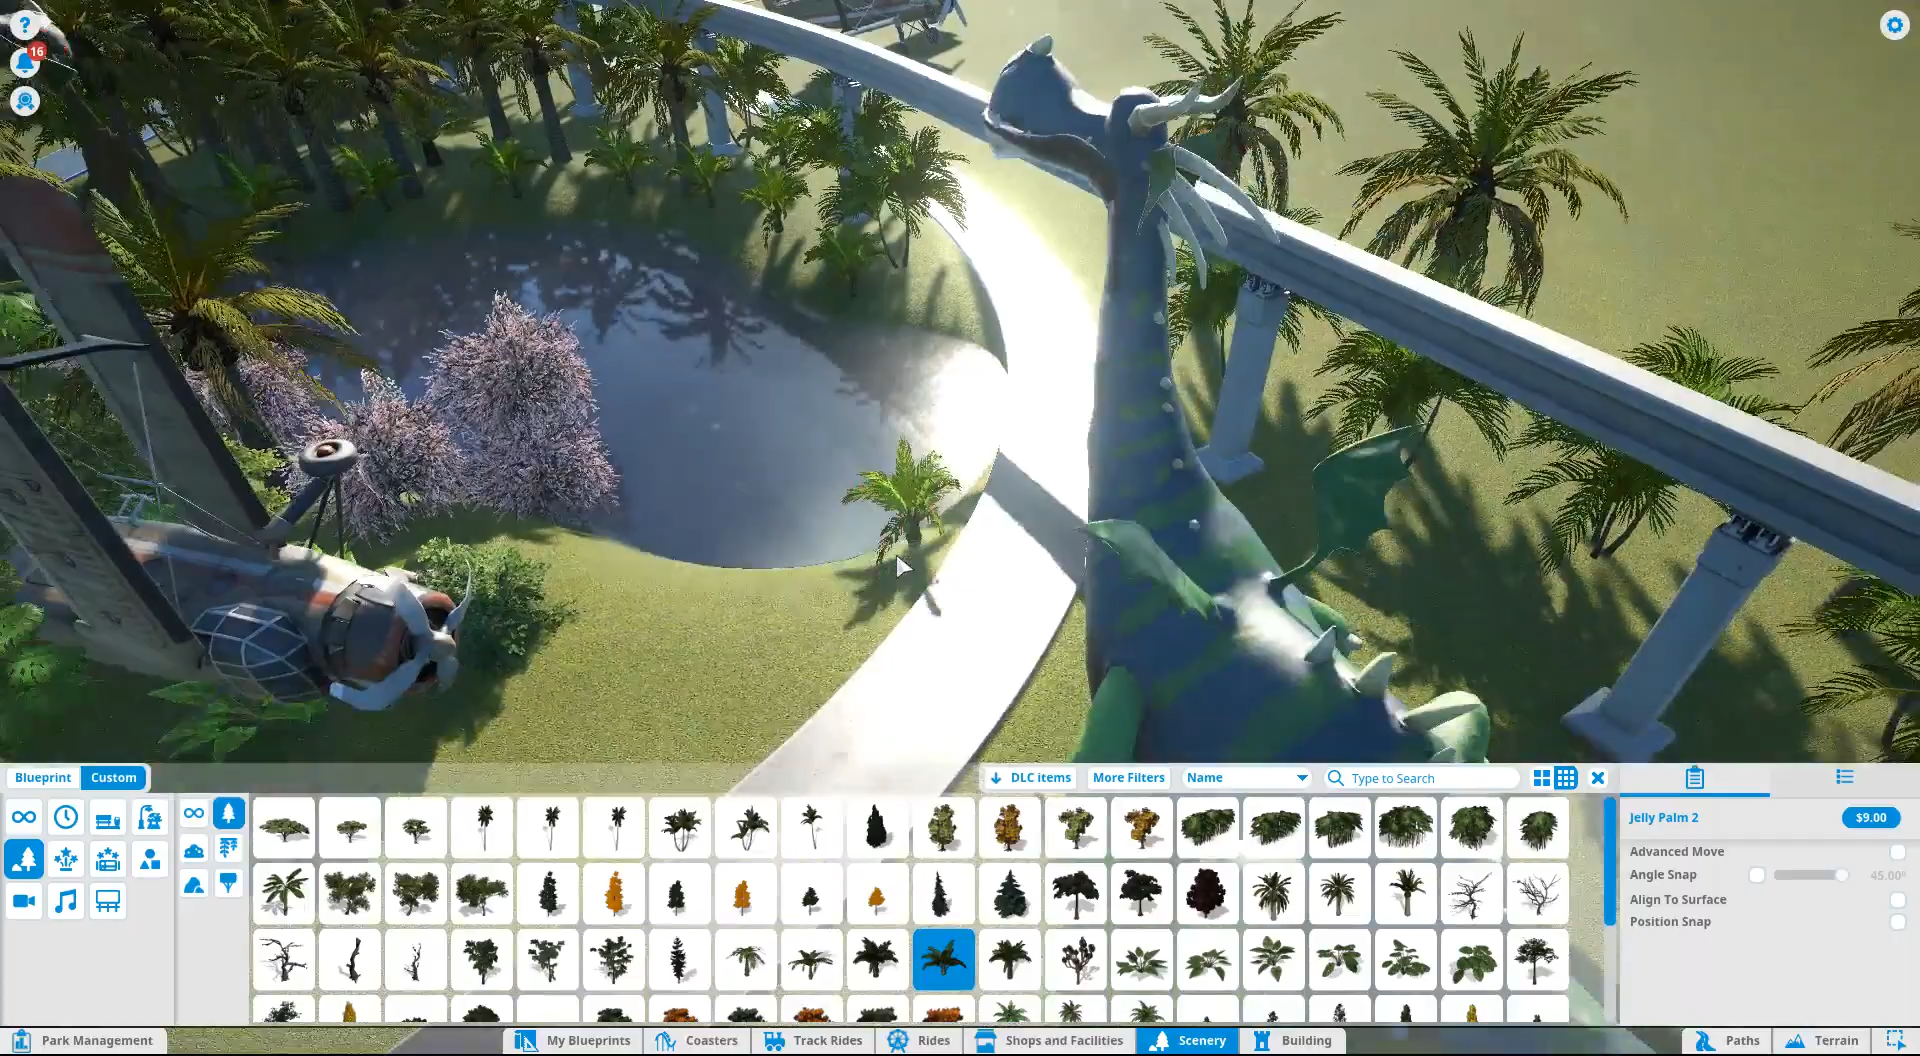 ?
16
Blueprint
Custom
DLC items
More Filters
Name
Type to Search
Jelly Palm 2
$9.00
Advanced Move
Angle Snap
45.00º
Align To Surface
Position Snap
Park Management
My Blueprints
Coasters
Track Rides
Rides
Shops and Facilities
Scenery
Building
Paths
Terrain